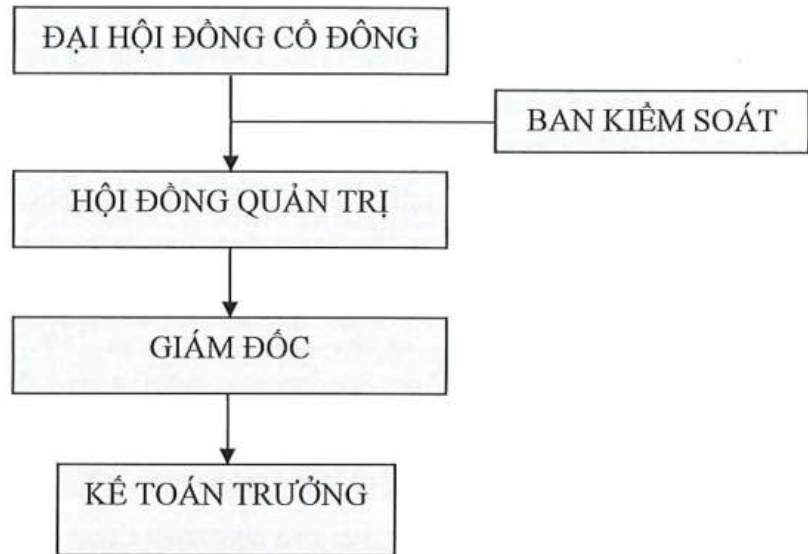 ĐẠI HỘI ĐỒNG CỔ ĐÔNG
BAN KIỂM SOÁT
HỘI ĐỒNG QUẢN TRỊ
GIÁM ĐỐC
KẾ TOÁN TRƯỞNG